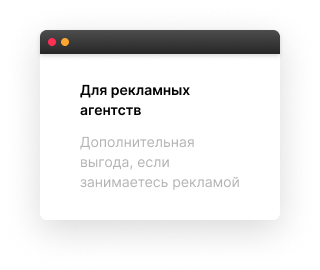 Для рекламных
агентств
Дополнительная
выгода, если
занимаетесь рекламой